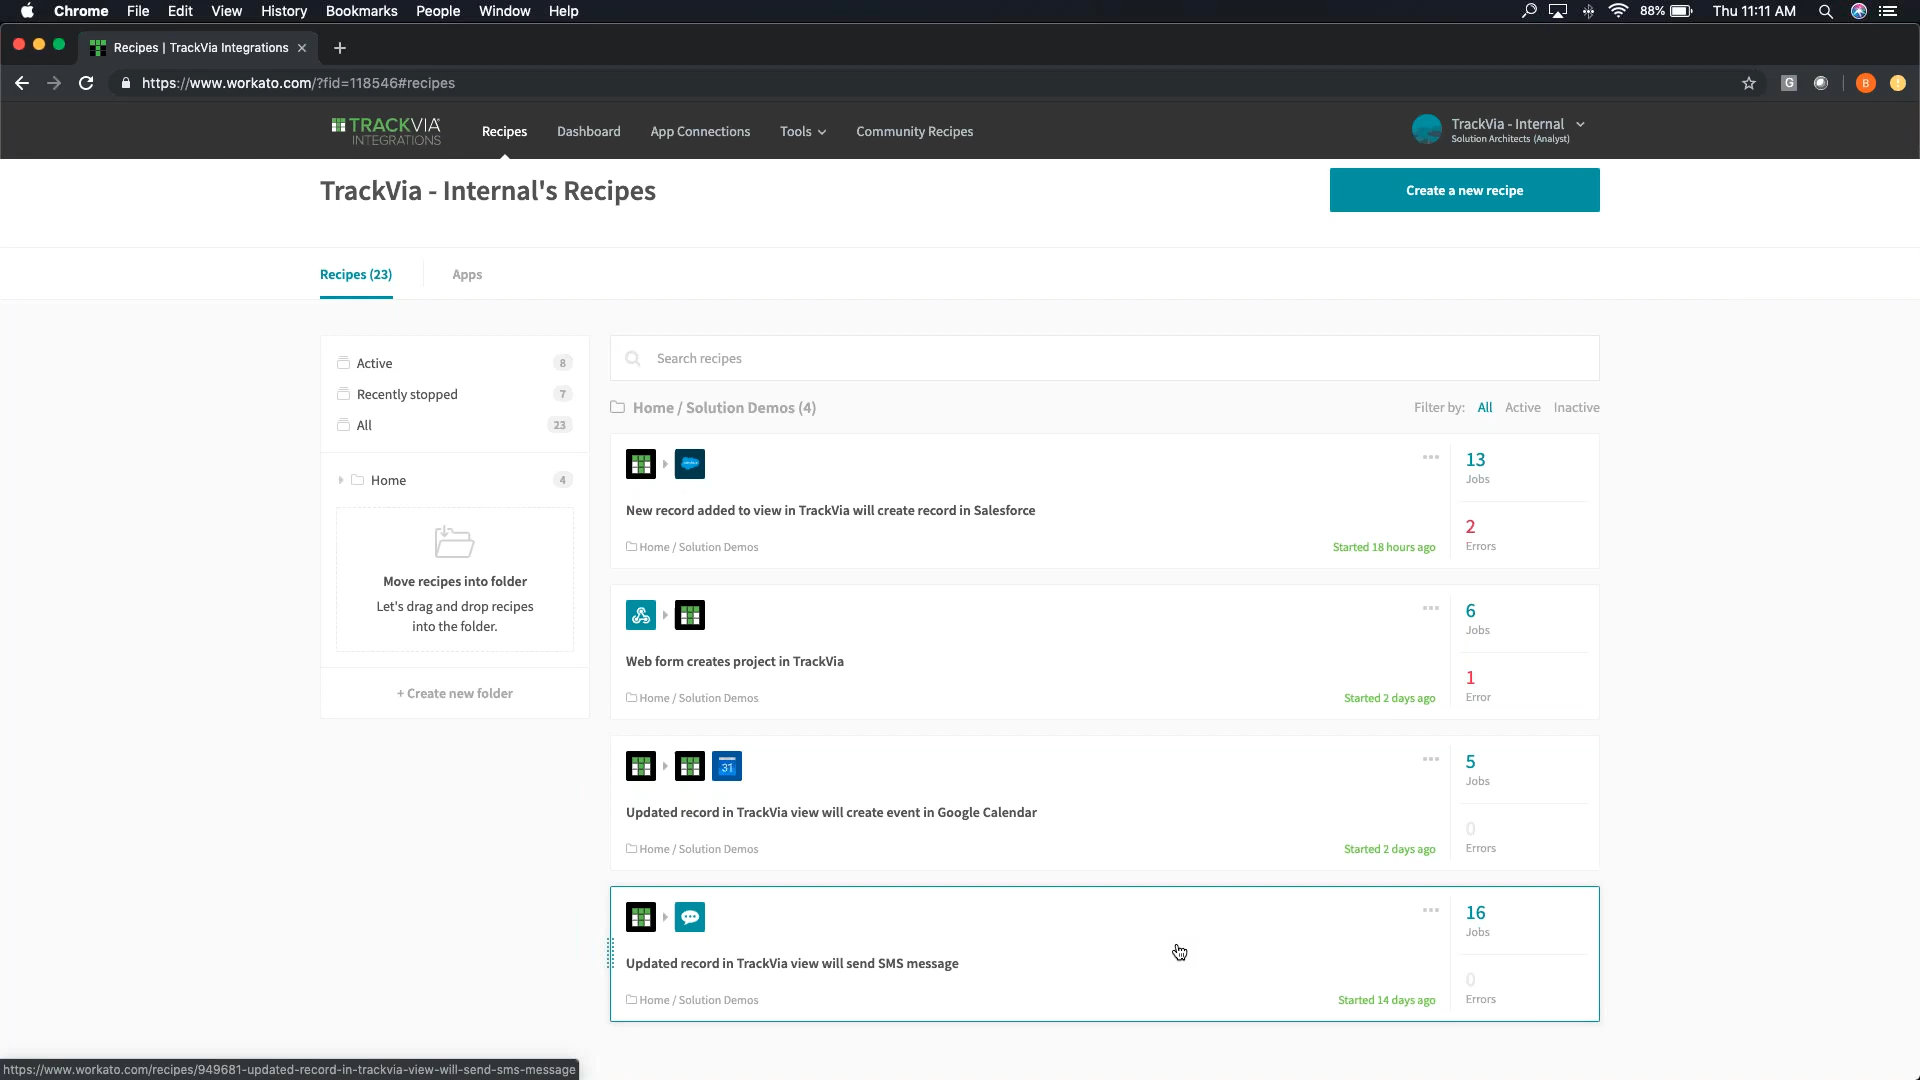 Chrome File Edit View History Bookmarks People Window Help 88% Thu 11:11 AM
Recipes | TrackVia Integrations
https://www.workato.com/?fid=118546#recipes
G
B
!
TRACKVIA
INTEGRATIONS
Recipes Dashboard App Connections Tools Community Recipes
TrackVia - Internal
Solution Architects (Analyst)
TrackVia - Internal's Recipes
Create a new recipe
Recipes (23) Apps
Active 8
Recently stopped 7
All 23
Home 4
Move recipes into folder
Let's drag and drop recipes
into the folder.
+ Create new folder
Search recipes
Home / Solution Demos (4)
Filter by: All Active Inactive
New record added to view in TrackVia will create record in Salesforce
Home / Solution Demos
Started 18 hours ago
13
Jobs
2
Errors
Web form creates project in TrackVia
Home / Solution Demos
Started 2 days ago
6
Jobs
1
Error
31
Updated record in TrackVia view will create event in Google Calendar
Home / Solution Demos
Started 2 days ago
5
Jobs
0
Errors
Updated record in TrackVia view will send SMS message
Home / Solution Demos
Started 14 days ago
16
Jobs
0
Errors
https://www.workato.com/recipes/949681-updated-record-in-trackvia-view-will-send-sms-message